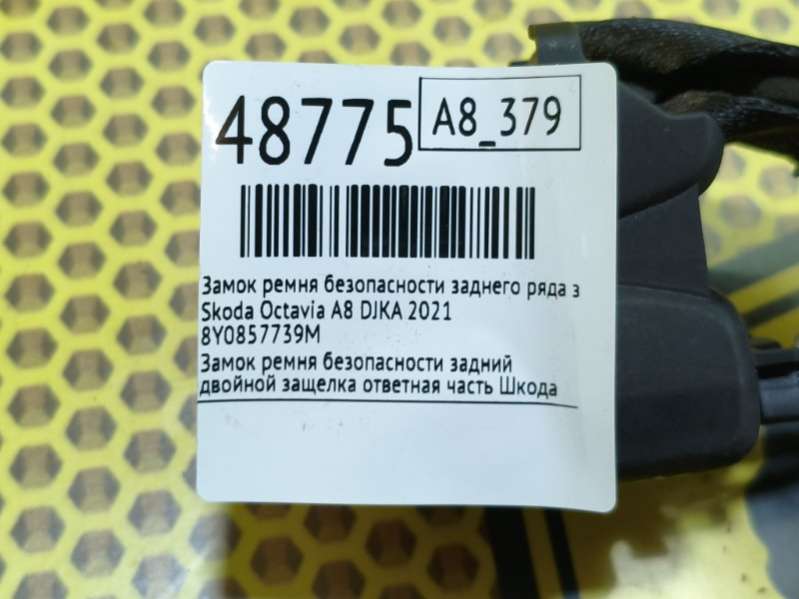 48775
A8_379
Замок ремня безопасности заднего ряда з
Skoda Octavia A8 DJKA 2021
8Y0857739M
Замок ремня безопасности задний
двойной защелка ответная часть Шкода